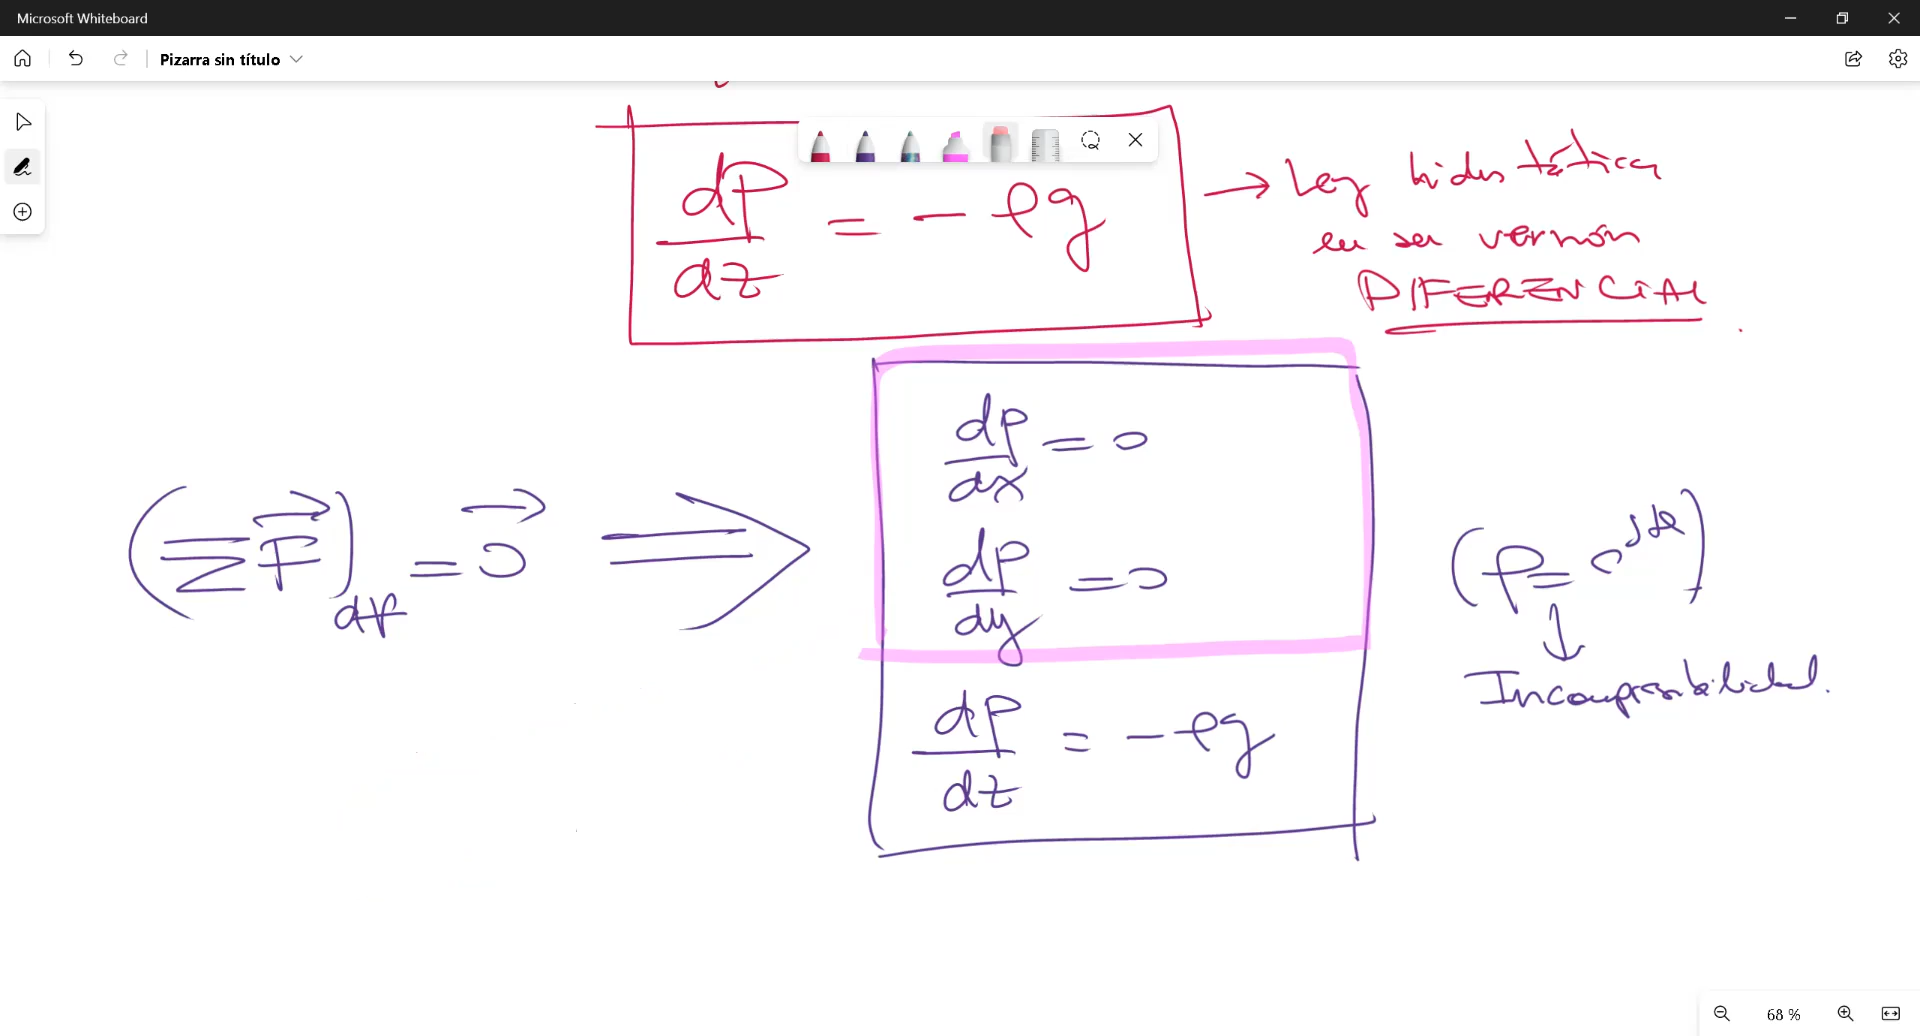 Microsoft Whiteboard
Pizarra sin título
dP/dz = - ρg
→ Ley hidrostática
en su versión
DIFERENCIAL.
(ΣF⃗)dV = 0⃗ ⟹
dP/dx = 0
dP/dy = 0
dP/dz = - ρg
(ρ = cte)
↓
Incompresibilidad.
68 %